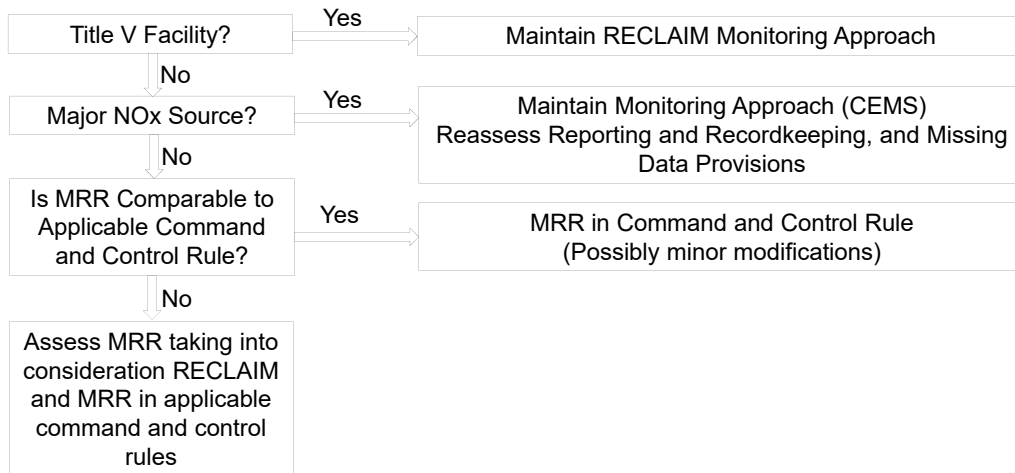 Title V Facility?
Yes
Maintain RECLAIM Monitoring Approach
No
Major NOx Source?
Yes
Maintain Monitoring Approach (CEMS)
Reassess Reporting and Recordkeeping, and Missing
Data Provisions
No
Is MRR Comparable to
Applicable Command
and Control Rule?
Yes
MRR in Command and Control Rule
(Possibly minor modifications)
No
Assess MRR taking into
consideration RECLAIM
and MRR in applicable
command and control
rules